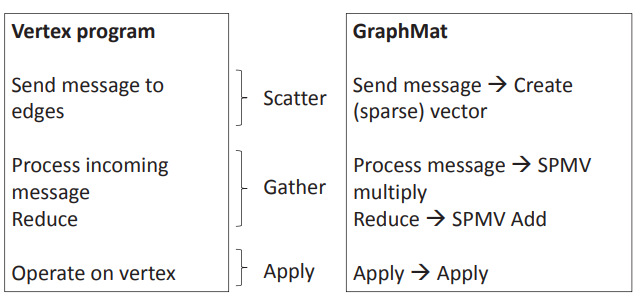 Vertex program
Send message to
edges
Process incoming
message
Reduce
Operate on vertex
Scatter
Gather
Apply
GraphMat
Send message → Create
(sparse) vector
Process message → SPMV
multiply
Reduce → SPMV Add
Apply → Apply